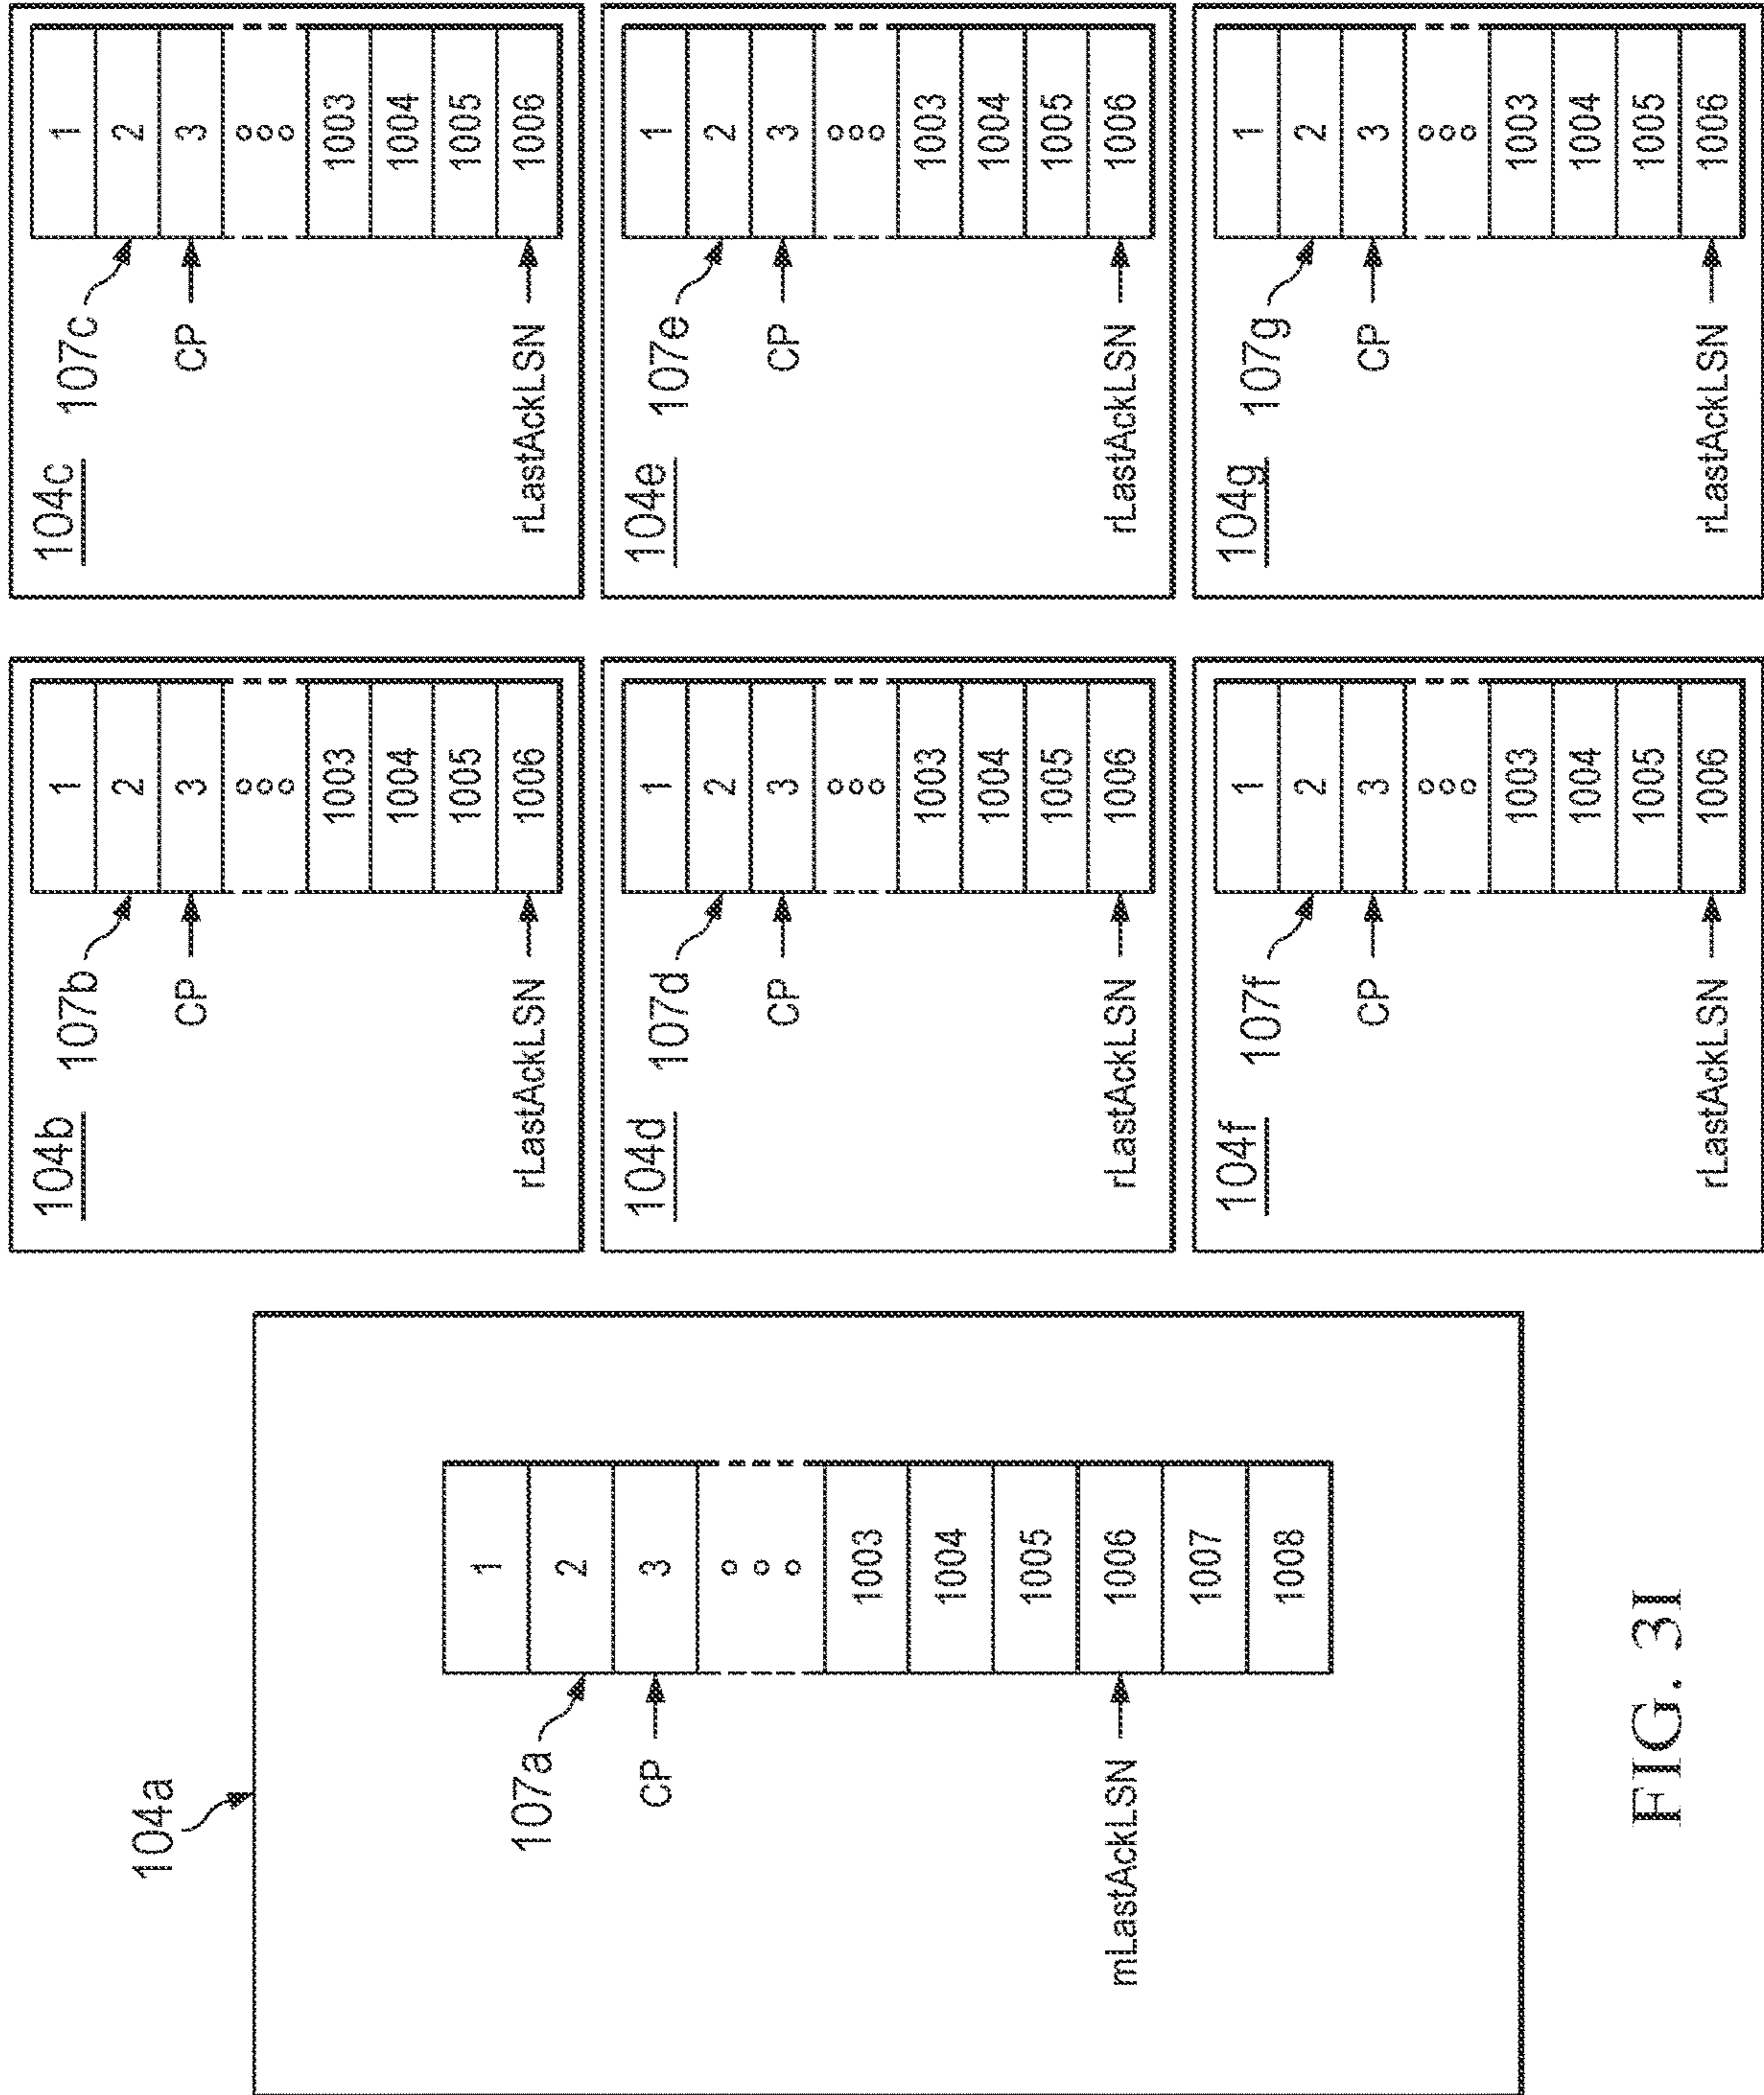 104a
107a
1
2
CP
3
1003
1004
1005
mLastAckLSN
1006
1007
1008
104b
107b
1
2
CP
3
1003
1004
1005
rLastAckLSN
1006
104c
107c
1
2
CP
3
1003
1004
1005
rLastAckLSN
1006
104d
107d
1
2
CP
3
1003
1004
1005
rLastAckLSN
1006
104e
107e
1
2
CP
3
1003
1004
1005
rLastAckLSN
1006
104f
107f
1
2
CP
3
1003
1004
1005
rLastAckLSN
1006
104g
107g
1
2
CP
3
1003
1004
1005
rLastAckLSN
1006
FIG. 3I